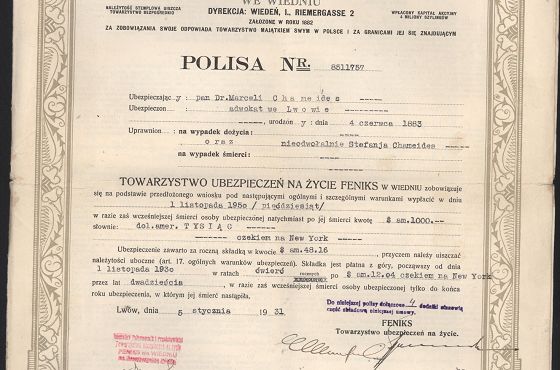 WE WIEDNIU
NALEŻYTOŚĆ STEMPLOWĄ UISZCZA
TOWARZYSTWO BEZPOŚREDNIO
DYREKCJA: WIEDEŃ, I., RIEMERGASSE 2
ZAŁOŻONE W ROKU 1882
WPŁACONY KAPITAŁ AKCYJNY
4 MILJONY SZYLINGÓW
ZA ZOBOWIĄZANIA SWOJE ODPOWIADA TOWARZYSTWO MAJĄTKIEM SWYM W POLSCE I ZA GRANICAMI JEJ SIĘ ZNAJDUJĄCYM
POLISA NR. 8511757
Ubezpieczający: pan Dr. Marceli Chameides -----
Ubezpieczon adwokat we Lwowie ----------
-----, urodzony: dnia 4 czerwca 1883
Uprawnion : na wypadek dożycia: -----
oraz nieodwołalnie Stefanja Chameides
na wypadek śmierci: -----
TOWARZYSTWO UBEZPIECZEŃ NA ŻYCIE FENIKS W WIEDNIU zobowiązuje
się na podstawie przedłożonego wniosku pod następującymi ogólnymi i szczególnymi warunkami wypłacić w dniu
1 listopada 1950 /pięćdziesiąt/
w razie zaś wcześniejszej śmierci osoby ubezpieczonej natychmiast po jej śmierci kwotę $ am.1000.--
słownie: dol.amer. TYSIĄC -----
czekiem na New York -----
Ubezpieczenie zawarto za roczną składką w kwocie $ am.48.16 --, przyczem należy uiszczać
należytości uboczne (art. 17. ogólnych warunków ubezpieczeń). Składka jest płatna z góry, począwszy od dnia
1 listopada 1930 w ratach ćwierć rocznych po $ am.12.04 czekiem na New York
przez lat dwadzieścia, w razie zaś wcześniejszej śmierci osoby ubezpieczonej tylko do końca
roku ubezpieczenia, w którym jej śmierć nastąpiła.
Do niniejszej polisy dołączone 4 dodatki stanowią
część składową niniejszej umowy.
Lwów, dnia 5 stycznia 1931
FENIKS
Towarzystwo ubezpieczeń na życie.